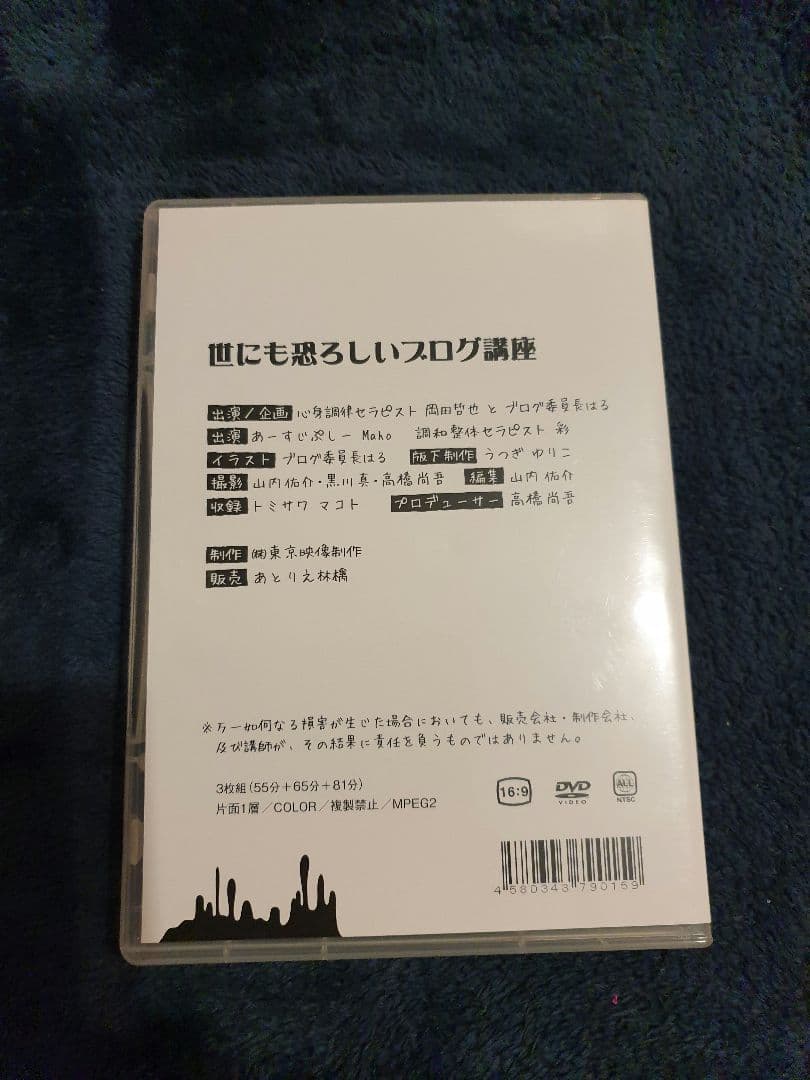 世にも恐ろしいブログ講座
出演／企画 心身調律セラピスト 岡田哲也 と ブログ委員長はる
出演 あーすじぷしー Maho 調和整体セラピスト 彩
イラスト ブログ委員長はる 版下制作 うつぎ ゆりこ
撮影 山内佑介・黒川真・高橋尚吾 編集 山内佑介
収録 トミサワ マコト プロデューサー 高橋尚吾
制作 ㈱東京映像制作
販売 あとりえ林檎
※万一如何なる損害が生じた場合においても、販売会社・制作会社、
及び講師が、その結果に責任を負うものではありません。
3枚組（55分＋65分＋81分）
片面1層／COLOR／複製禁止／MPEG2
16:9 DVD VIDEO ALL NTSC
4 580343 790159